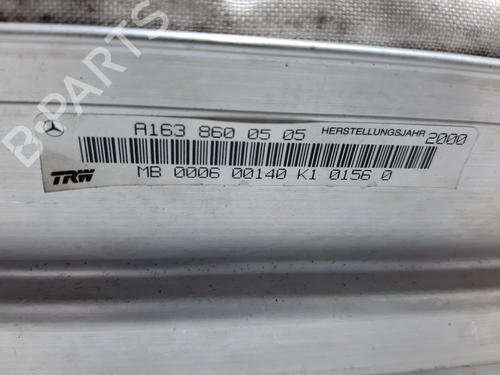 B-PARTS
A163 860 05 05 HERSTELLUNGSJAHR 2000
TRW MB 0006 00140 K1 0156 0